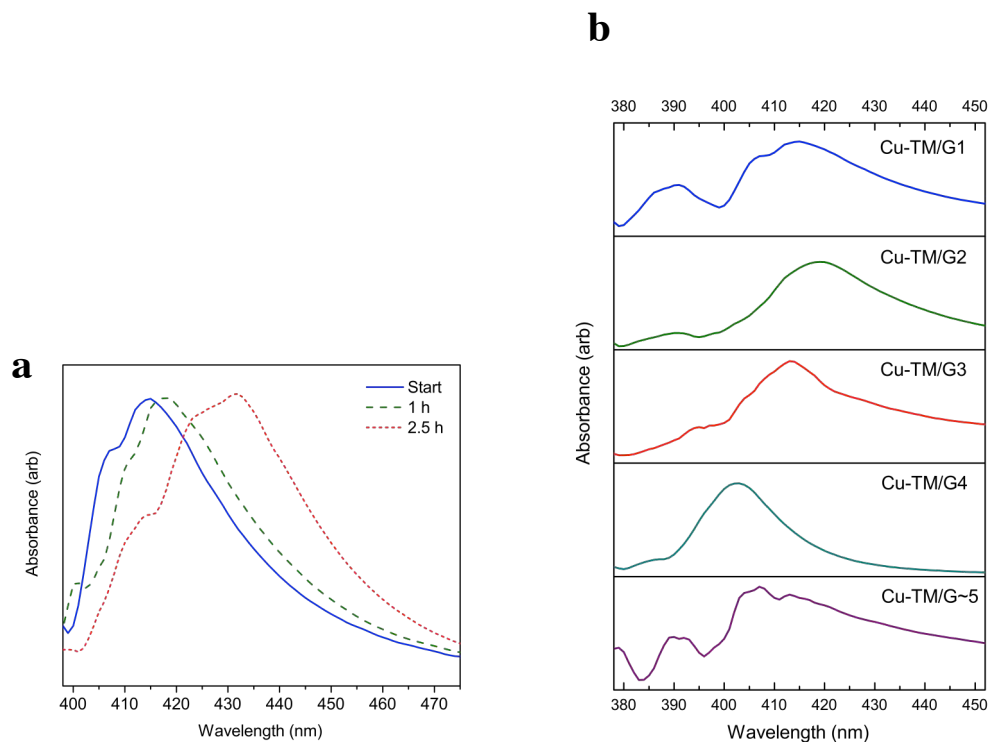 a
Start
1 h
2.5 h
Absorbance (arb)
400 410 420 430 440 450 460 470
Wavelength (nm)
b
380 390 400 410 420 430 440 450
Cu-TM/G1
Cu-TM/G2
Cu-TM/G3
Cu-TM/G4
Cu-TM/G~5
Absorbance (arb)
380 390 400 410 420 430 440 450
Wavelength (nm)